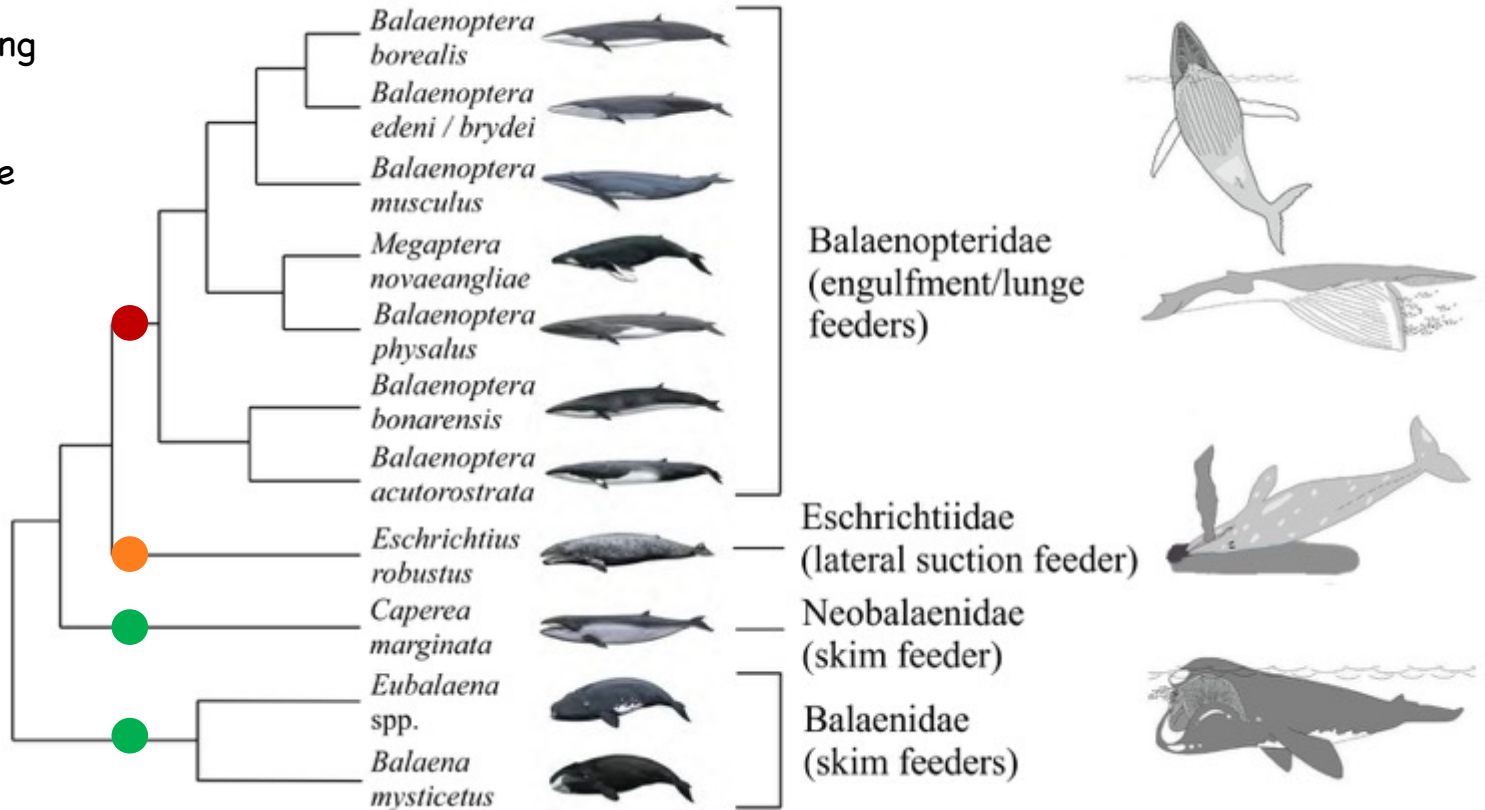 ng
e
Balaenoptera
borealis
Balaenoptera
edeni / brydei
Balaenoptera
musculus
Megaptera
novaeangliae
Balaenoptera
physalus
Balaenoptera
bonarensis
Balaenoptera
acutorostrata
Eschrichtius
robustus
Caperea
marginata
Eubalaena
spp.
Balaena
mysticetus
Balaenopteridae
(engulfment/lunge
feeders)
Eschrichtiidae
(lateral suction feeder)
Neobalaenidae
(skim feeder)
Balaenidae
(skim feeders)